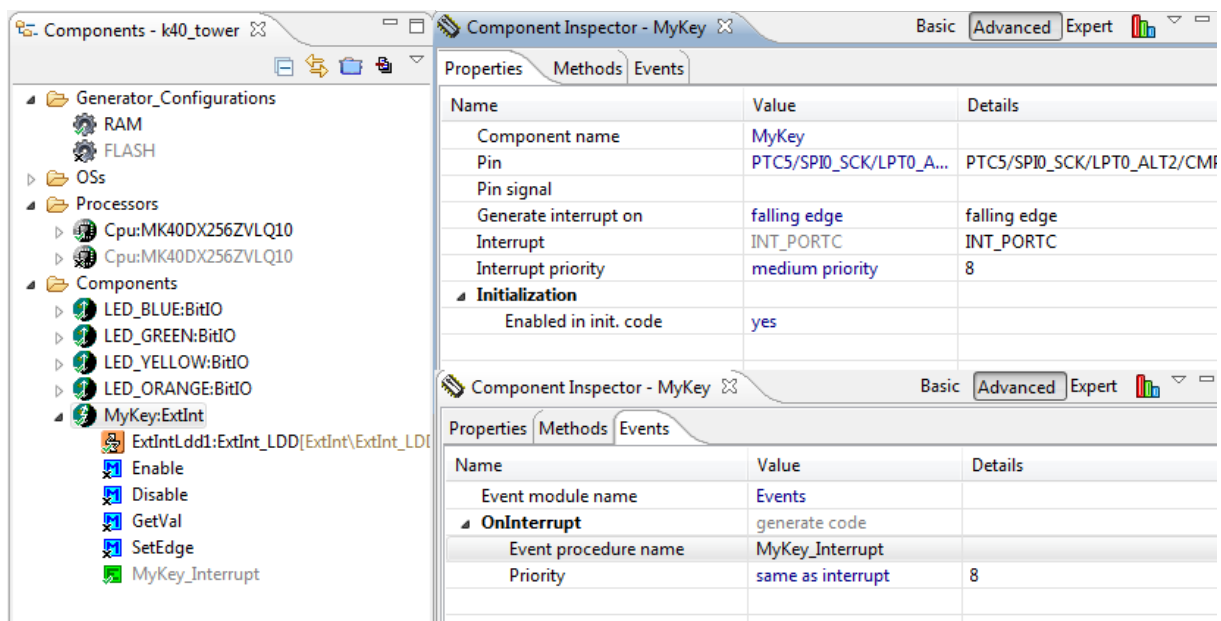 Components - k40_tower
Generator_Configurations
RAM
FLASH
OSs
Processors
Cpu:MK40DX256ZVLQ10
Cpu:MK40DX256ZVLQ10
Components
LED_BLUE:BitIO
LED_GREEN:BitIO
LED_YELLOW:BitIO
LED_ORANGE:BitIO
MyKey:ExtInt
ExtIntLdd1:ExtInt_LDD[ExtInt\ExtInt_LDD
Enable
Disable
GetVal
SetEdge
MyKey_Interrupt
Component Inspector - MyKey Basic Advanced Expert
Properties Methods Events
Name Value Details
Component name MyKey
Pin PTC5/SPI0_SCK/LPT0_A... PTC5/SPI0_SCK/LPT0_ALT2/CMP
Pin signal
Generate interrupt on falling edge falling edge
Interrupt INT_PORTC INT_PORTC
Interrupt priority medium priority 8
Initialization
Enabled in init. code yes
Component Inspector - MyKey Basic Advanced Expert
Properties Methods Events
Name Value Details
Event module name Events
OnInterrupt generate code
Event procedure name MyKey_Interrupt
Priority same as interrupt 8